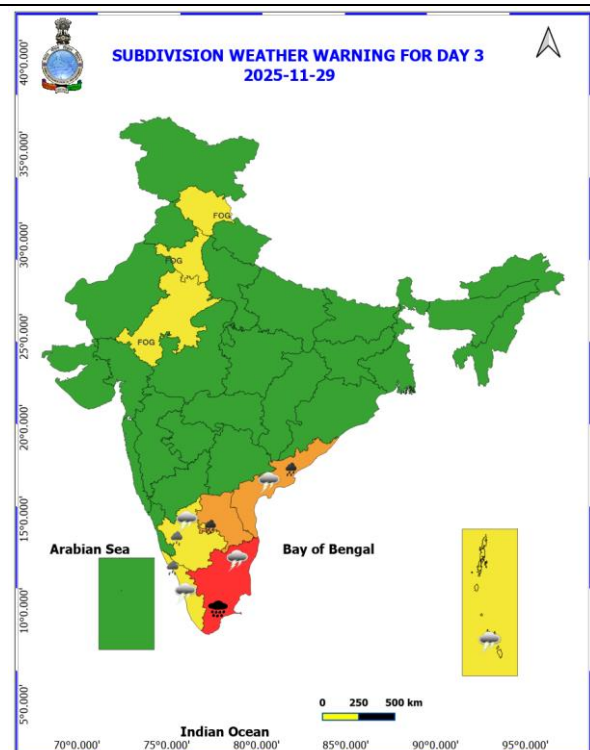 SUBDIVISION WEATHER WARNING FOR DAY 3
2025-11-29
40°0.000'
35°0.000'
FOG
30°0.000'
FOG
25°0.000'
FOG
20°0.000'
15°0.000'
Arabian Sea
Bay of Bengal
10°0.000'
0 250 500 km
5°0.000'
Indian Ocean
70°0.000' 75°0.000' 80°0.000' 85°0.000' 90°0.000' 95°0.000'